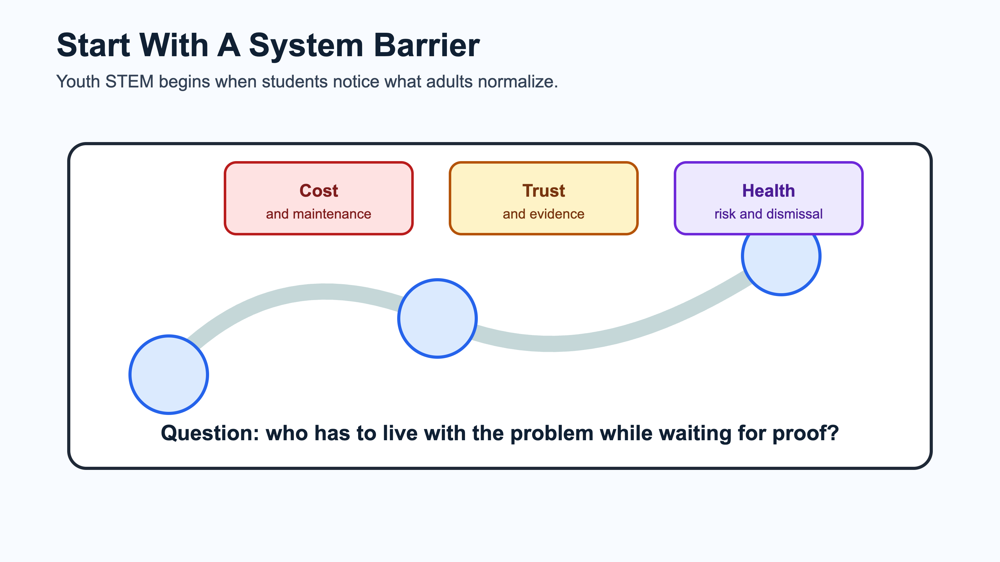 Start With A System Barrier
Youth STEM begins when students notice what adults normalize.
Cost
and maintenance
Trust
and evidence
Health
risk and dismissal
Question: who has to live with the problem while waiting for proof?